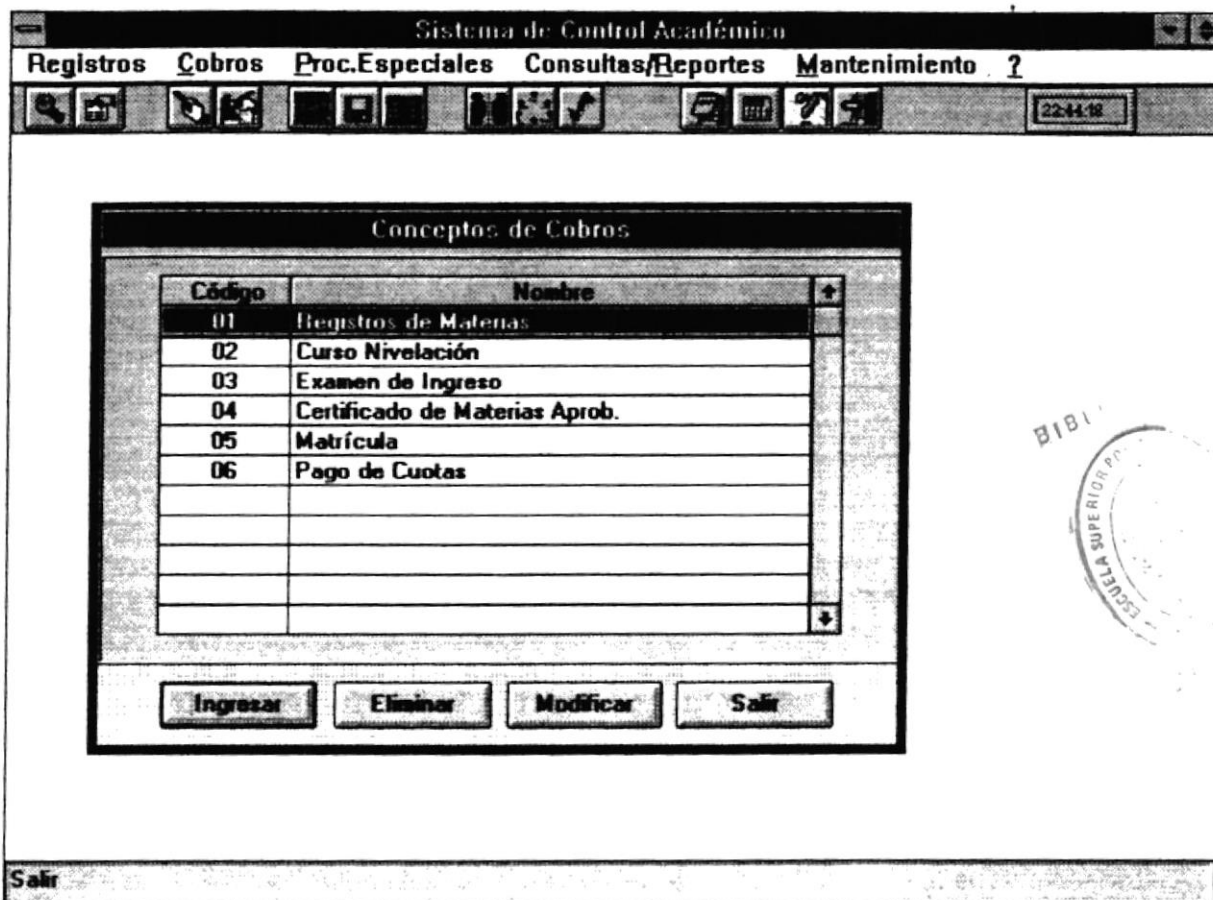 Sistema de Control Académico
Registros Cobros Proc.Especiales Consultas/Reportes Mantenimiento ?
22:44:18
Conceptos de Cobros
Código Nombre
01 Registros de Materias
02 Curso Nivelación
03 Examen de Ingreso
04 Certificado de Materias Aprob.
05 Matrícula
06 Pago de Cuotas
Ingresar Eliminar Modificar Salir
Salir
ESCUELA SUPERIOR